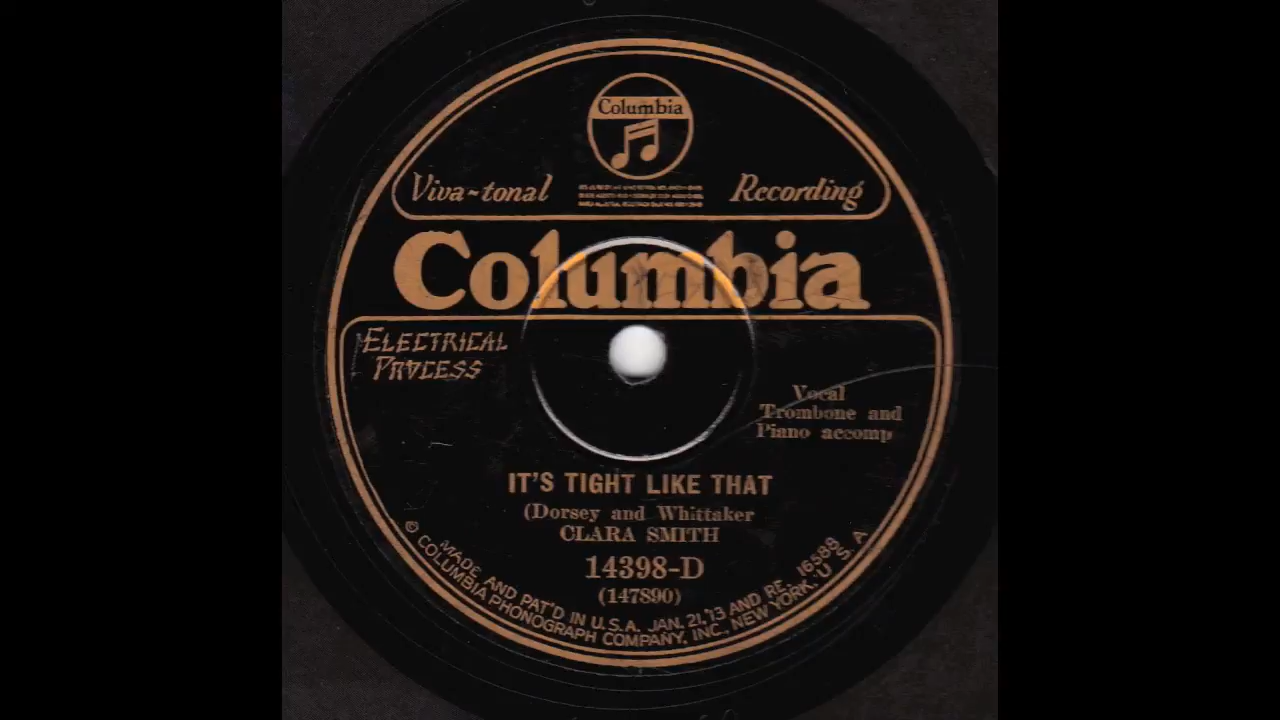 Columbia
Viva-tonal Recording
Columbia
ELECTRICAL
PROCESS
Vocal
Trombone and
Piano accomp
IT'S TIGHT LIKE THAT
(Dorsey and Whittaker
CLARA SMITH
14398-D
(147890)
MADE AND PAT'D IN U.S.A. JAN. 21, '13 AND RE. 16588
© COLUMBIA PHONOGRAPH COMPANY, INC., NEW YORK, U S A